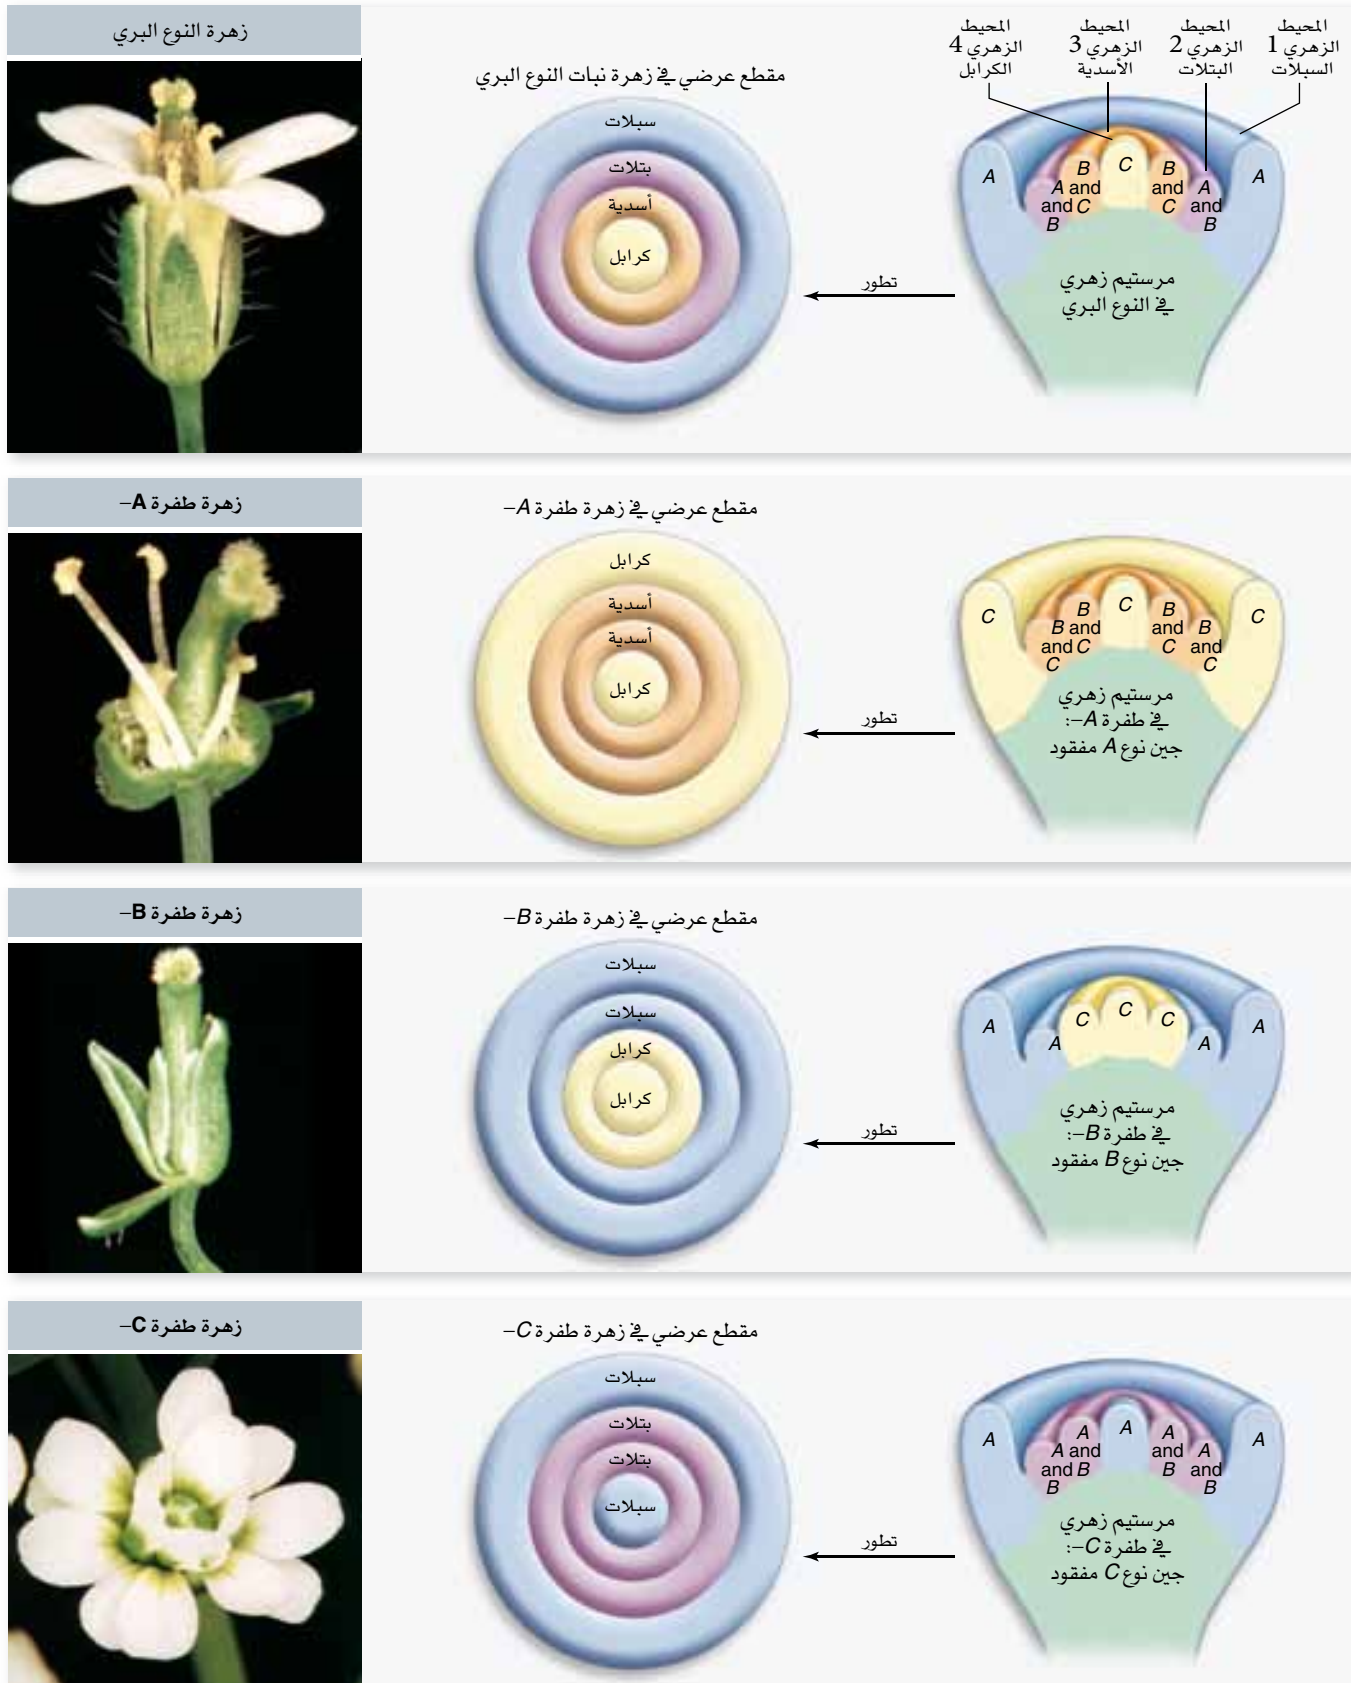 المحيط
الزهري 1
السبلات
المحيط
الزهري 2
البتلات
المحيط
الزهري 3
الأسدية
المحيط
الزهري 4
الكرابل
مقطع عرضي في زهرة نبات النوع البري
زهرة النوع البري
A
A
and
B
B
and
C
C
B
and
C
A
and
B
A
مرستيم زهري
في النوع البري
تطور
سبلات
بتلات
أسدية
كرابل
زهرة طفرة A–
مقطع عرضي في زهرة طفرة A–
C
B
and
C
B
and
C
C
B
and
C
B
and
C
C
مرستيم زهري
في طفرة A–:
جين نوع A مفقود
تطور
كرابل
أسدية
أسدية
كرابل
زهرة طفرة B–
مقطع عرضي في زهرة طفرة B–
A
A
C
C
C
A
A
مرستيم زهري
في طفرة B–:
جين نوع B مفقود
تطور
سبلات
سبلات
كرابل
كرابل
زهرة طفرة C–
مقطع عرضي في زهرة طفرة C–
A
A
and
B
A
and
B
A
A
and
B
A
and
B
A
مرستيم زهري
في طفرة C–:
جين نوع C مفقود
تطور
سبلات
بتلات
بتلات
سبلات